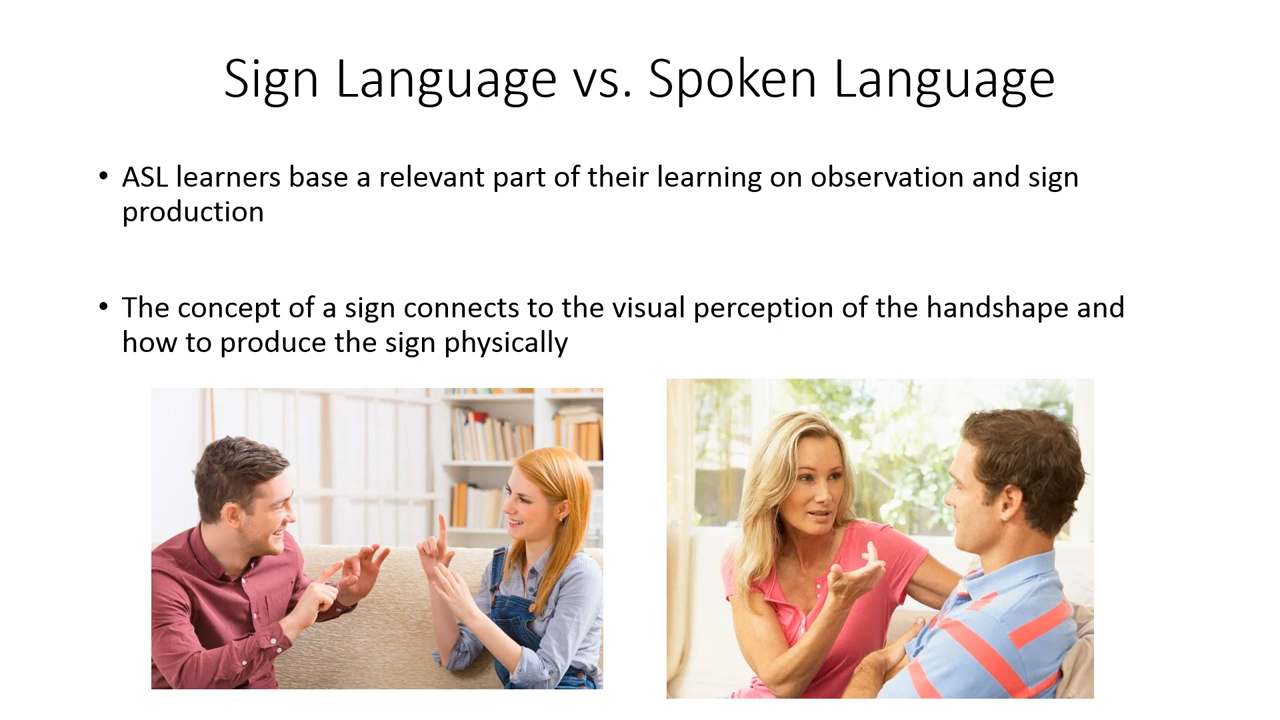 Sign Language vs. Spoken Language
• ASL learners base a relevant part of their learning on observation and sign
production
• The concept of a sign connects to the visual perception of the handshape and
how to produce the sign physically